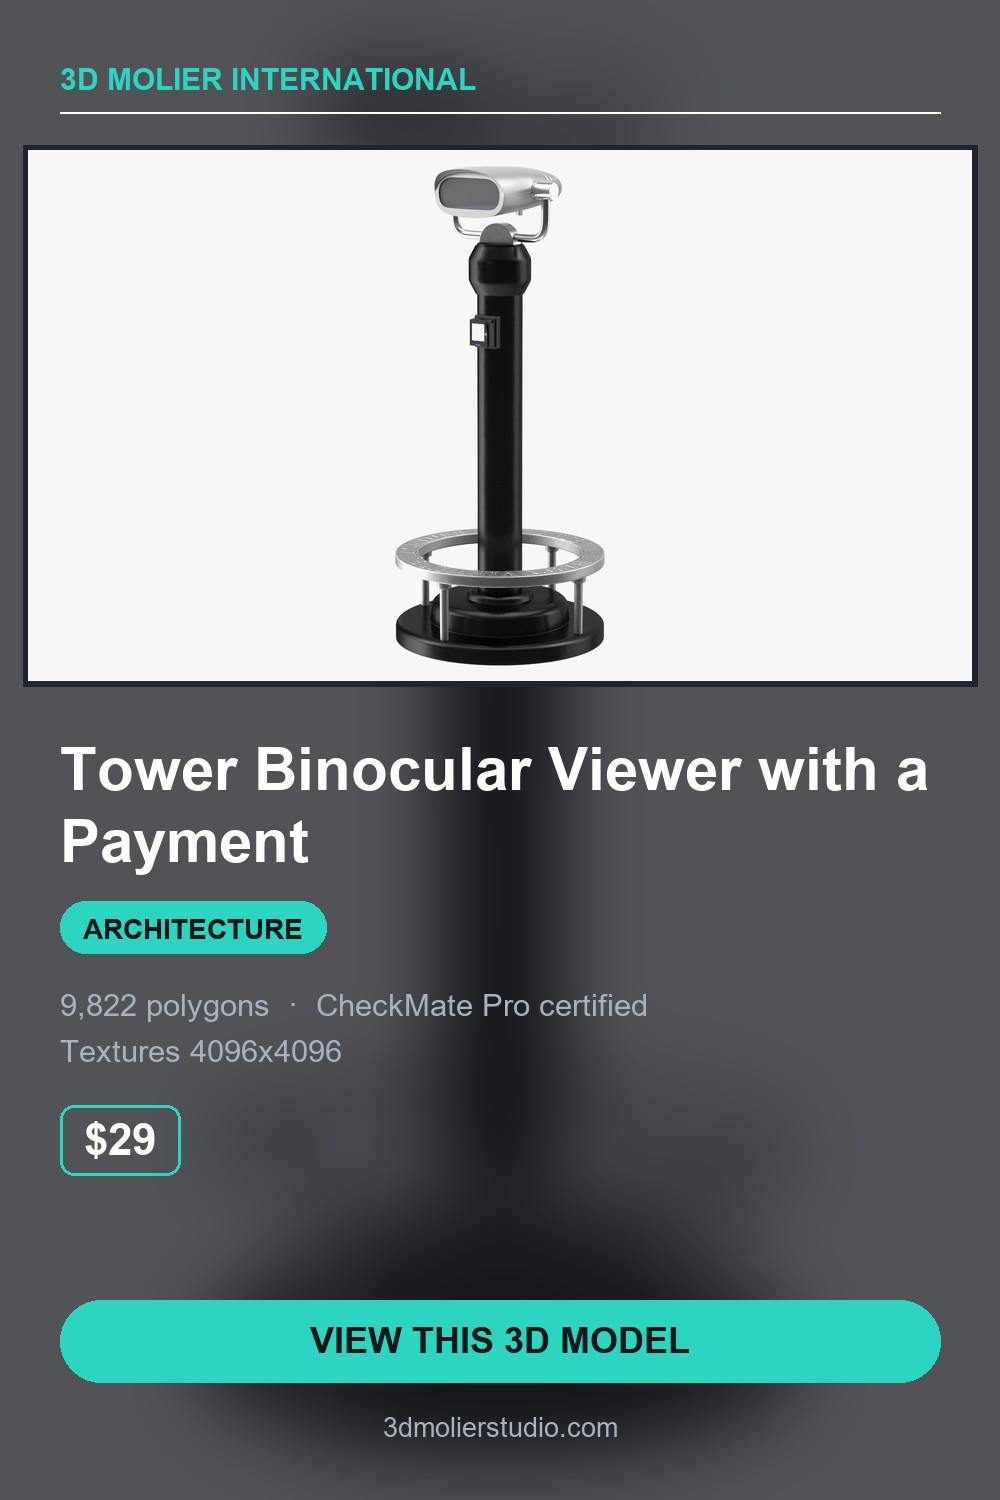 3D MOLIER INTERNATIONAL
Tower Binocular Viewer with a
Payment
ARCHITECTURE
9,822 polygons · CheckMate Pro certified
Textures 4096x4096
$29
VIEW THIS 3D MODEL
3dmolierstudio.com